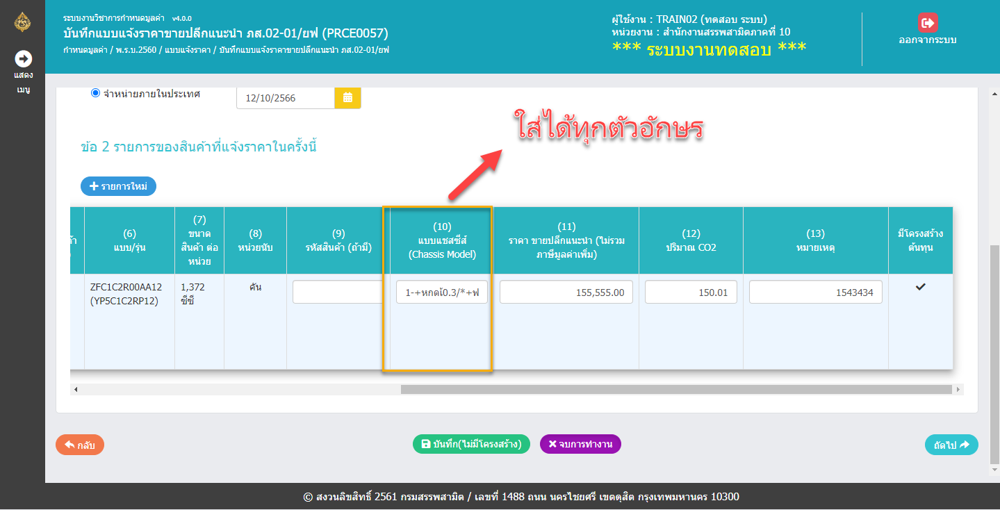 ระบบงานวิชาการกำหนดมูลค่า v4.0.0
บันทึกแบบแจ้งราคาขายปลีกแนะนำ ภส.02-01/ยฟ (PRCE0057)
กำหนดมูลค่า / พ.ร.บ.2560 / แบบแจ้งราคา / บันทึกแบบแจ้งราคาขายปลีกแนะนำ ภส.02-01/ยฟ
ผู้ใช้งาน : TRAIN02 (ทดสอบ ระบบ)
หน่วยงาน : สำนักงานสรรพสามิตภาคที่ 10
*** ระบบงานทดสอบ ***
ออกจากระบบ
แสดง
เมนู
จำหน่ายภายในประเทศ
12/10/2566
ใส่ได้ทุกตัวอักษร
ข้อ 2 รายการของสินค้าที่แจ้งราคาในครั้งนี้
รายการใหม่
(6)
แบบ/รุ่น
(7)
ขนาด
สินค้า ต่อ
หน่วย
(8)
หน่วยนับ
(9)
รหัสสินค้า (ถ้ามี)
(10)
แบบแชสซีส์
(Chassis Model)
(11)
ราคา ขายปลีกแนะนำ (ไม่รวม
ภาษีมูลค่าเพิ่ม)
(12)
ปริมาณ CO2
(13)
หมายเหตุ
มีโครงสร้าง
ต้นทุน
ZFC1C2R00AA12
(YP5C1C2RP12)
1,372
ซีซี
คัน
1-+หกดเ้0.3/*+ฟ
155,555.00
150.01
1543434
กลับ
บันทึก(ไม่มีโครงสร้าง)
จบการทำงาน
ถัดไป
© สงวนลิขสิทธิ์ 2561 กรมสรรพสามิต / เลขที่ 1488 ถนน นครไชยศรี เขตดุสิต กรุงเทพมหานคร 10300